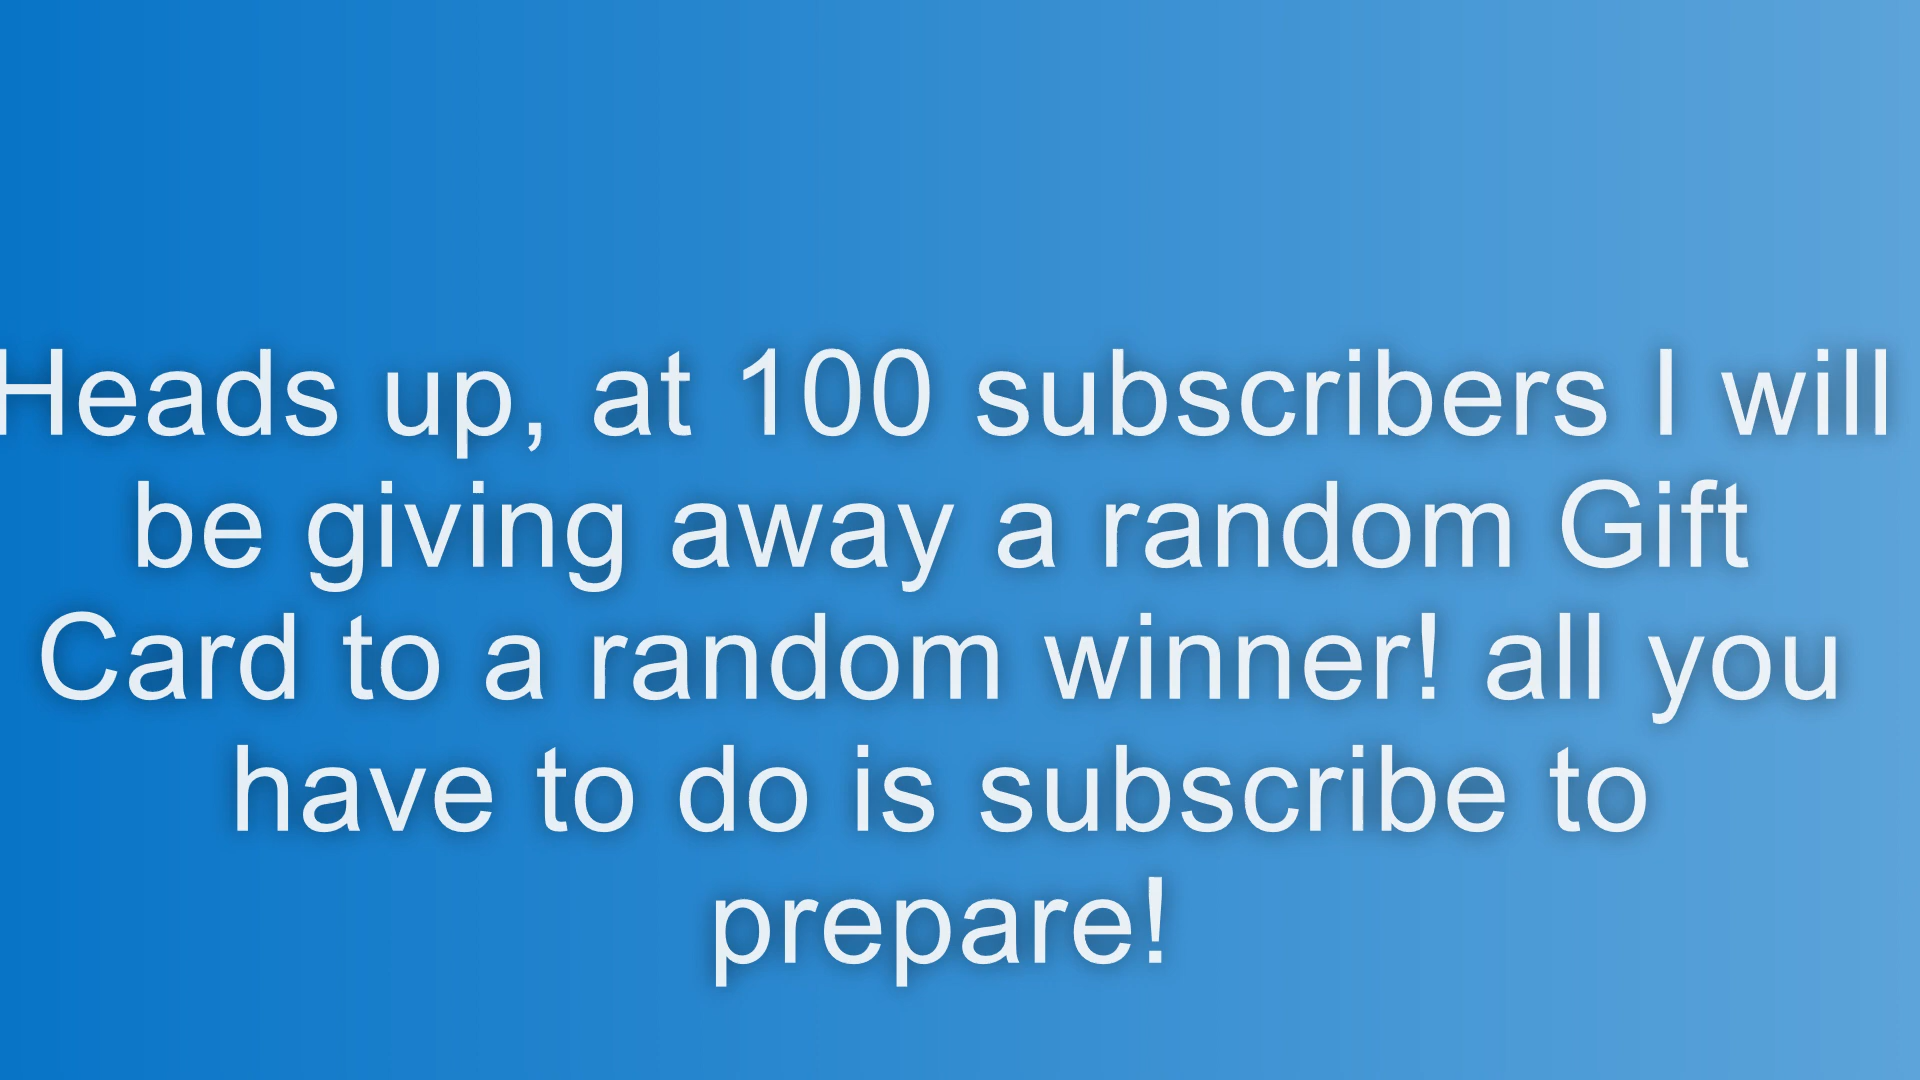 Heads up, at 100 subscribers I will
be giving away a random Gift
Card to a random winner! all you
have to do is subscribe to
prepare!